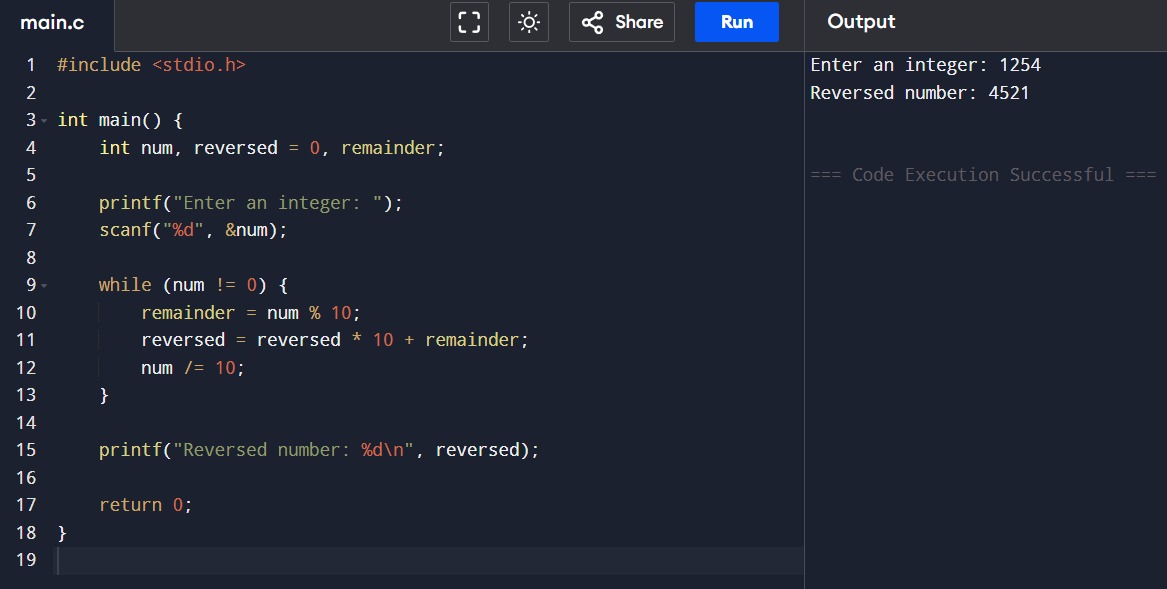 main.c
Share
Run
Output
1 #include <stdio.h>
2
3 int main() {
4     int num, reversed = 0, remainder;
5
6     printf("Enter an integer: ");
7     scanf("%d", &num);
8
9     while (num != 0) {
10         remainder = num % 10;
11         reversed = reversed * 10 + remainder;
12         num /= 10;
13     }
14
15     printf("Reversed number: %d\n", reversed);
16
17     return 0;
18 }
19
Enter an integer: 1254
Reversed number: 4521
=== Code Execution Successful ===